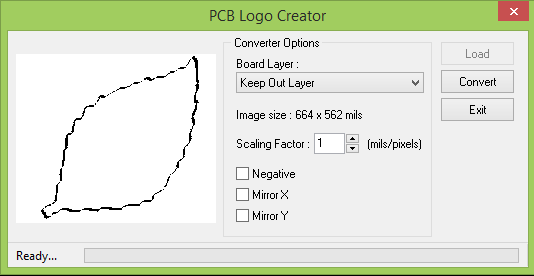 PCB Logo Creator
Converter Options
Board Layer :
Keep Out Layer
Image size : 664 x 562 mils
Scaling Factor : 1 (mils/pixels)
Negative
Mirror X
Mirror Y
Load
Convert
Exit
Ready...